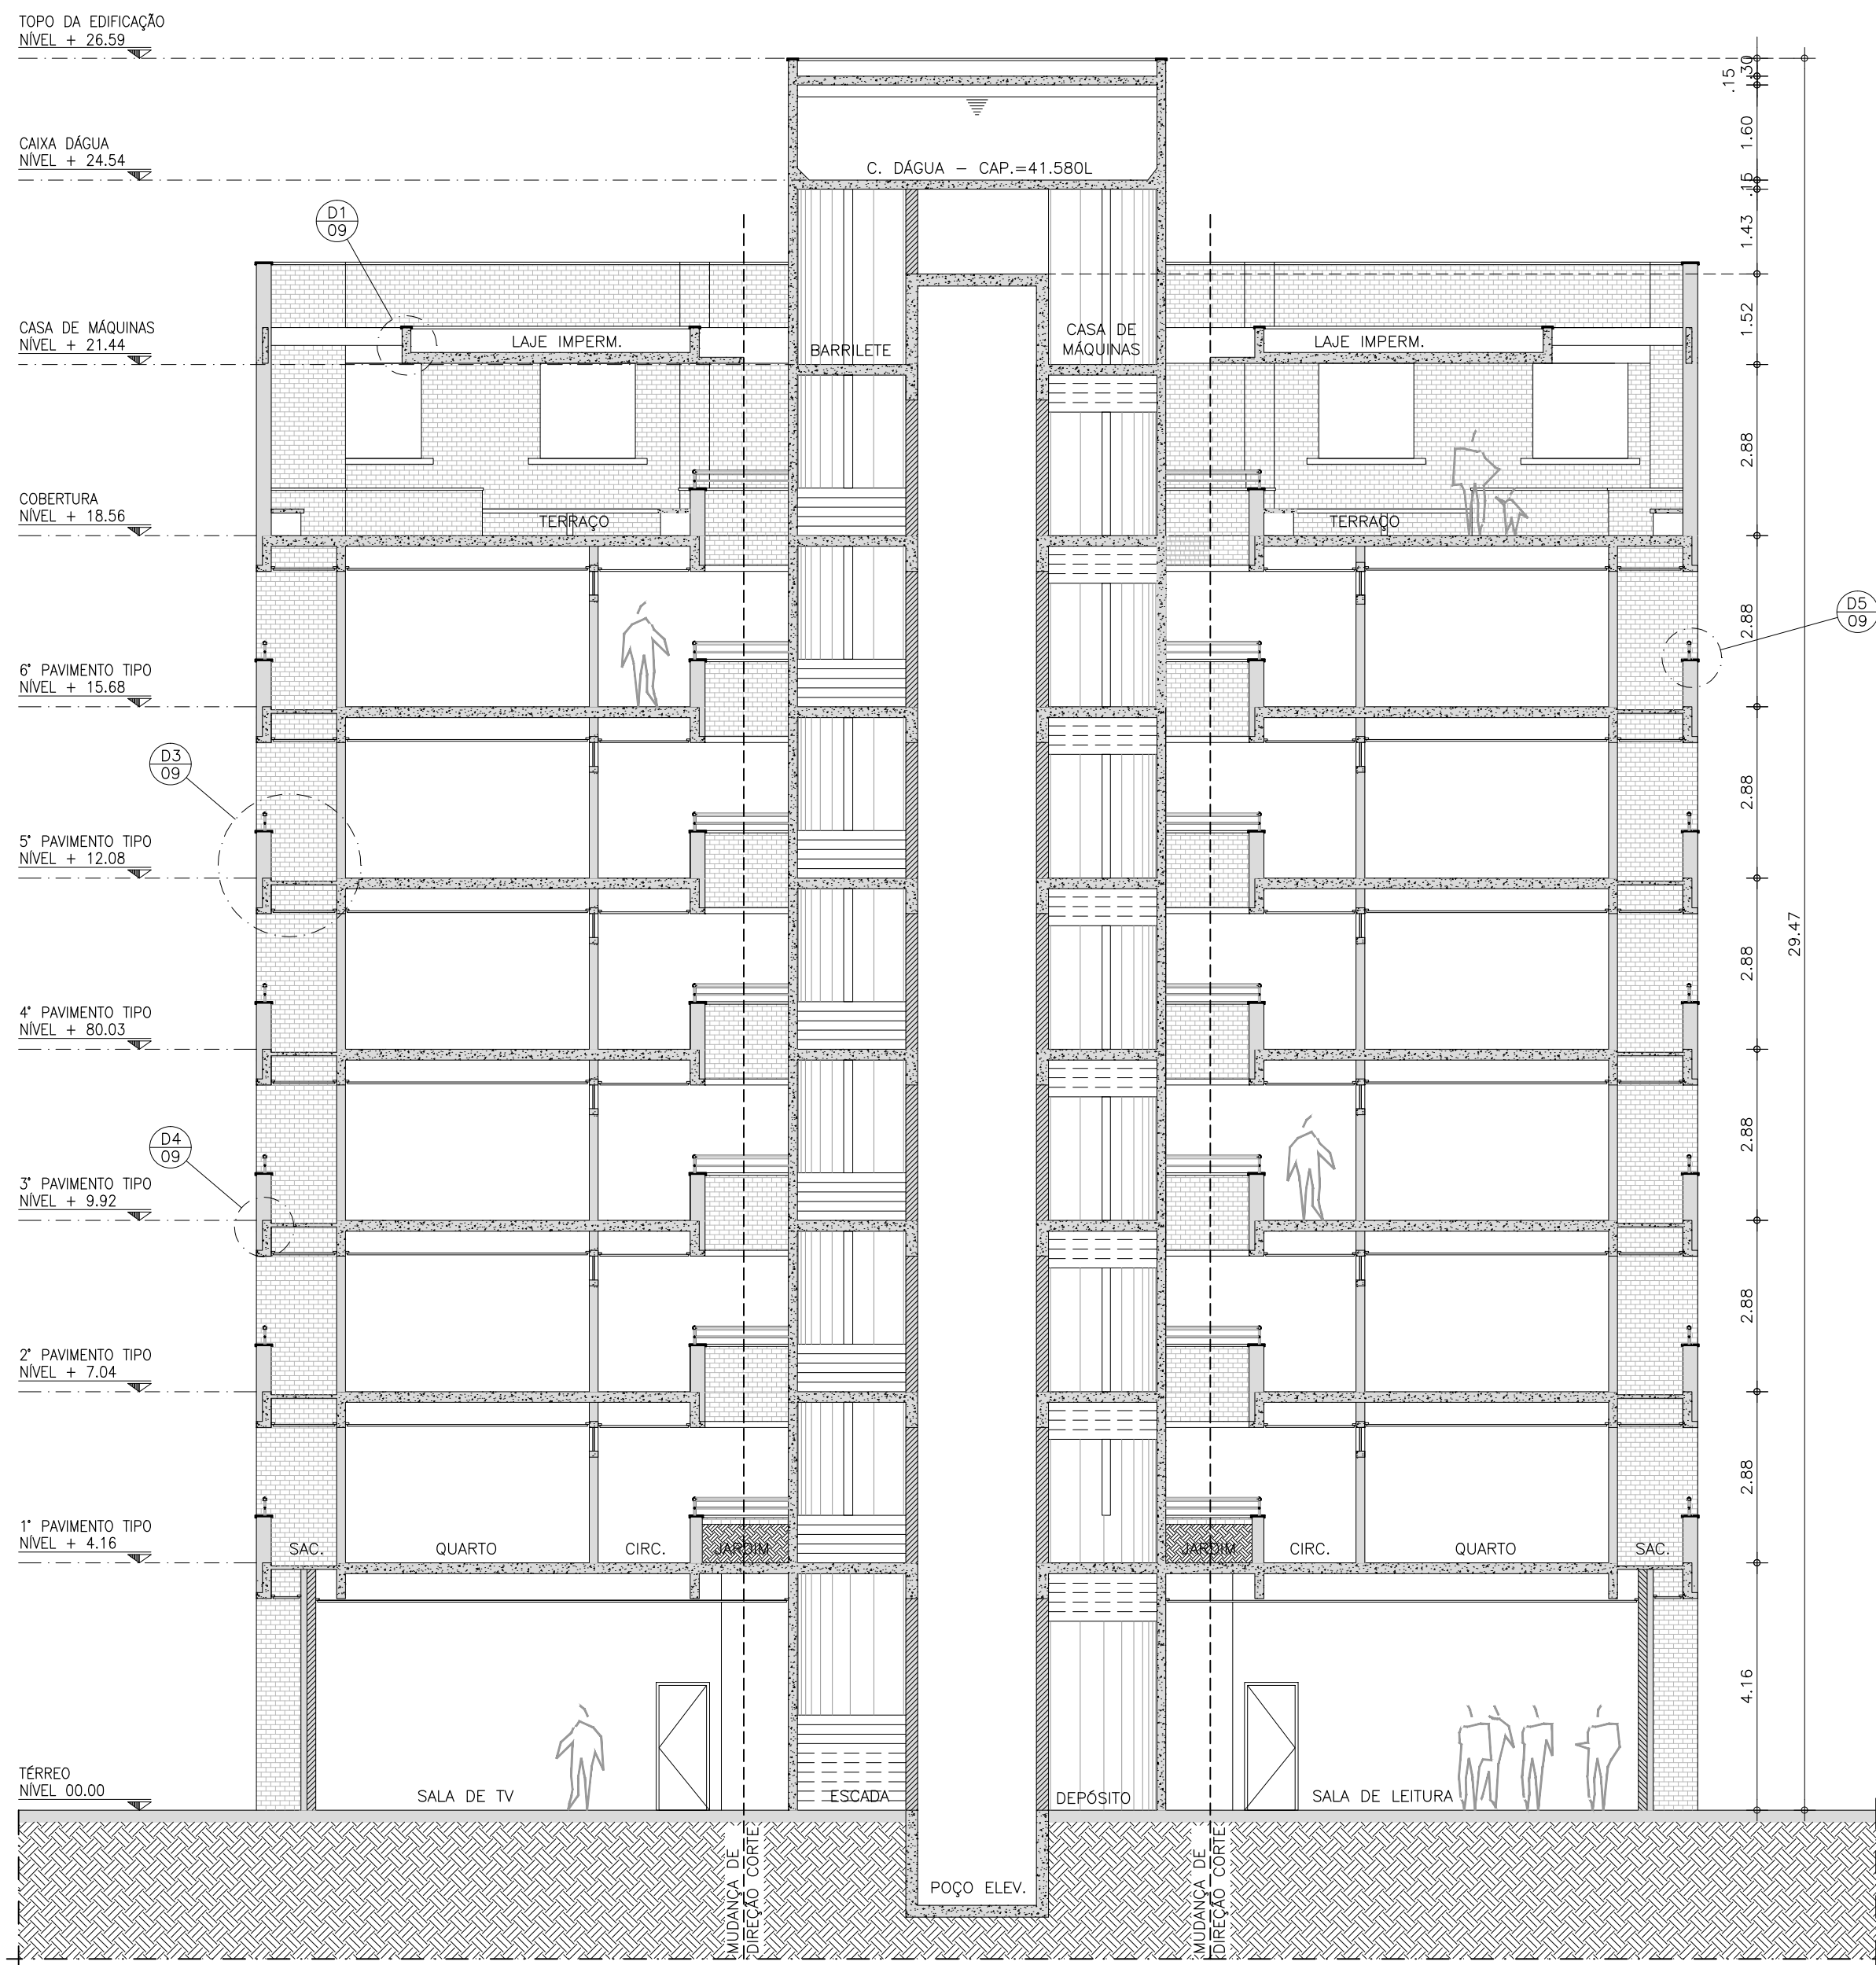 TOPO DA EDIFICAÇÃO
NÍVEL + 26.59
.15
.30
1.60
CAIXA DÁGUA
NÍVEL + 24.54
C. DÁGUA – CAP.=41.580L
.15
1.43
D1
09
1.52
CASA DE MÁQUINAS
NÍVEL + 21.44
LAJE IMPERM.
BARRILETE
CASA DE
MÁQUINAS
LAJE IMPERM.
2.88
COBERTURA
NÍVEL + 18.56
TERRAÇO
TERRAÇO
D5
09
2.88
6° PAVIMENTO TIPO
NÍVEL + 15.68
D3
09
2.88
5° PAVIMENTO TIPO
NÍVEL + 12.08
29.47
2.88
4° PAVIMENTO TIPO
NÍVEL + 80.03
D4
09
2.88
3° PAVIMENTO TIPO
NÍVEL + 9.92
2.88
2° PAVIMENTO TIPO
NÍVEL + 7.04
2.88
1° PAVIMENTO TIPO
NÍVEL + 4.16
SAC.
QUARTO
CIRC.
JARDIM
JARDIM
CIRC.
QUARTO
SAC.
4.16
TÉRREO
NÍVEL 00.00
SALA DE TV
ESCADA
DEPÓSITO
SALA DE LEITURA
MUDANÇA DE
DIREÇÃO CORTE
POÇO ELEV.
MUDANÇA DE
DIREÇÃO CORTE